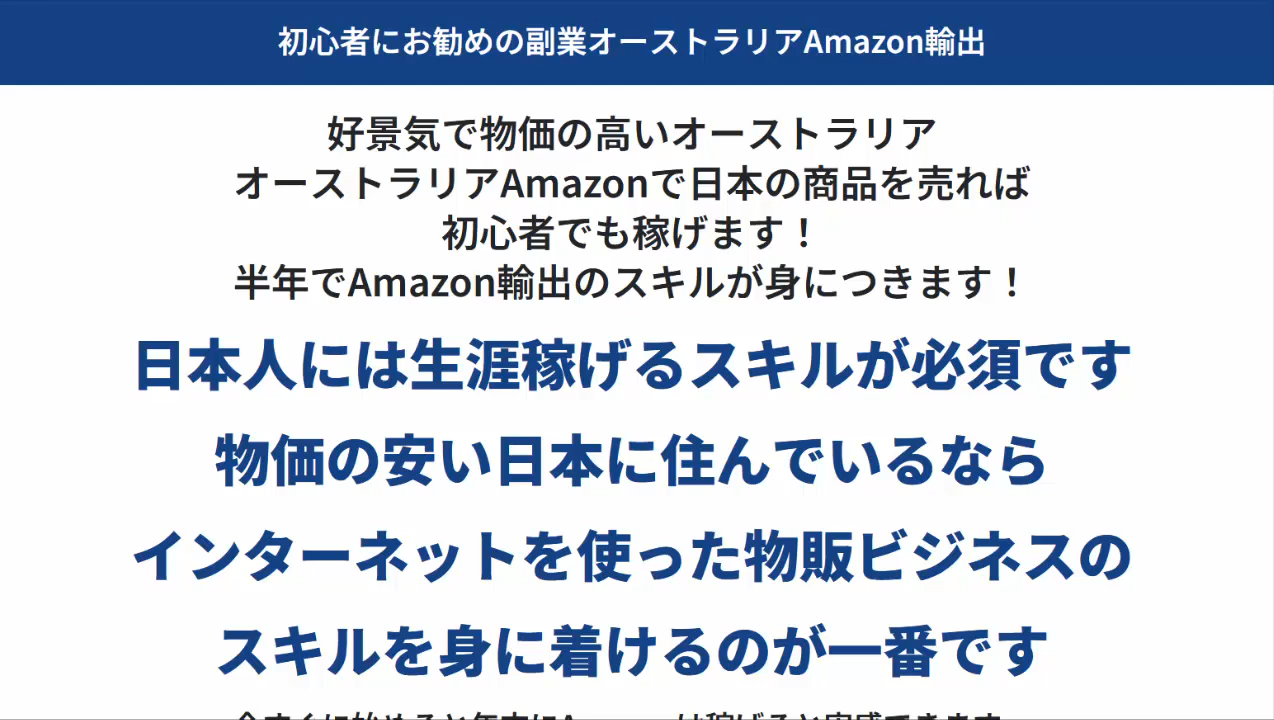 初心者にお勧めの副業オーストラリアAmazon輸出
好景気で物価の高いオーストラリア
オーストラリアAmazonで日本の商品を売れば
初心者でも稼げます！
半年でAmazon輸出のスキルが身につきます！
日本人には生涯稼げるスキルが必須です
物価の安い日本に住んでいるなら
インターネットを使った物販ビジネスの
スキルを身に着けるのが一番です